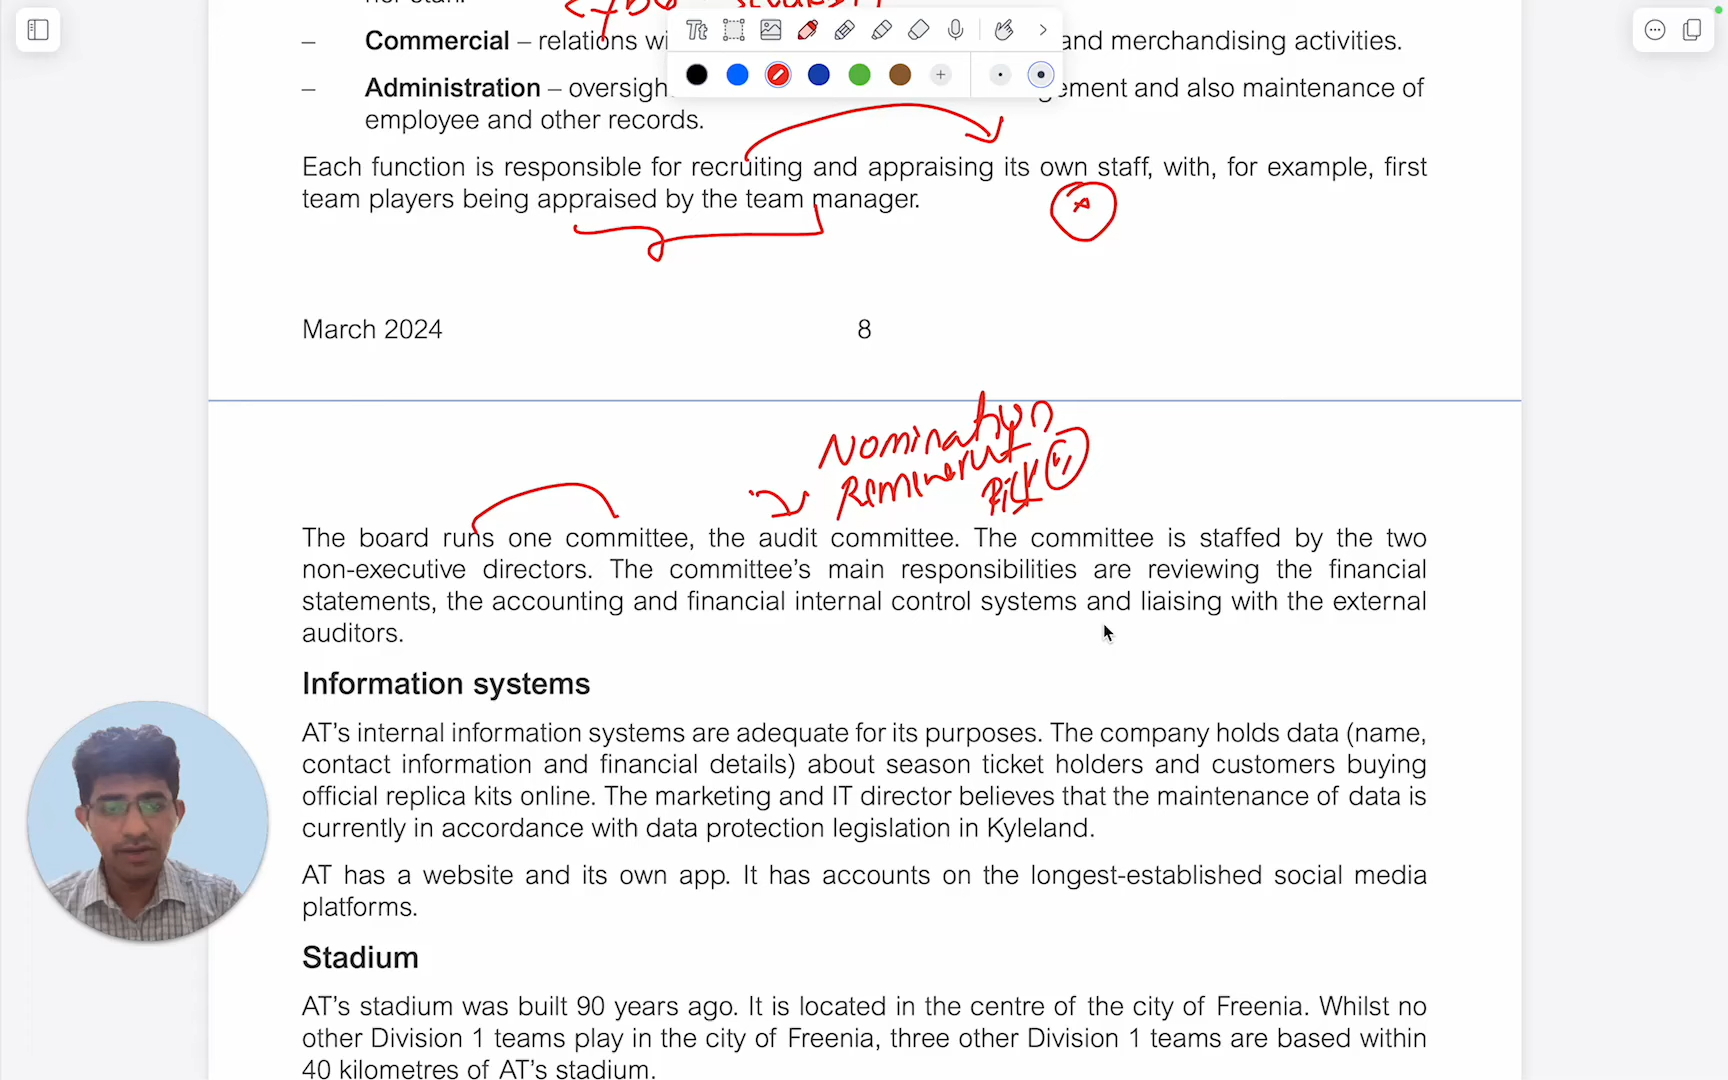 Commercial – relations wi and merchandising activities.
Tt
– Administration – oversigh ement and also maintenance of
employee and other records.
Each function is responsible for recruiting and appraising its own staff, with, for example, first
team players being appraised by the team manager.
March 2024
8
Nomination
Remunerat
Risk
The board runs one committee, the audit committee. The committee is staffed by the two
non-executive directors. The committee's main responsibilities are reviewing the financial
statements, the accounting and financial internal control systems and liaising with the external
auditors.
Information systems
AT's internal information systems are adequate for its purposes. The company holds data (name,
contact information and financial details) about season ticket holders and customers buying
official replica kits online. The marketing and IT director believes that the maintenance of data is
currently in accordance with data protection legislation in Kyleland.
AT has a website and its own app. It has accounts on the longest-established social media
platforms.
Stadium
AT's stadium was built 90 years ago. It is located in the centre of the city of Freenia. Whilst no
other Division 1 teams play in the city of Freenia, three other Division 1 teams are based within
40 kilometres of AT's stadium.